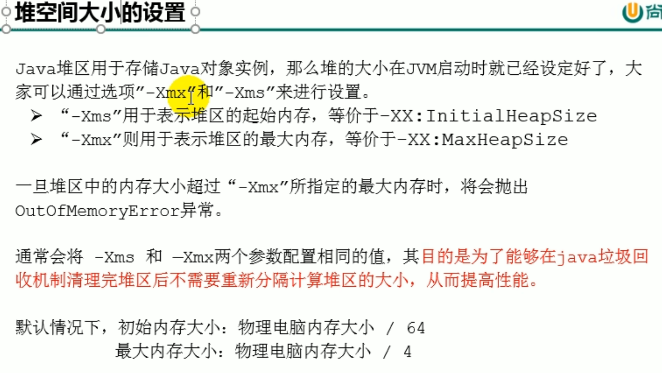 堆空间大小的设置
尚
Java堆区用于存储Java对象实例，那么堆的大小在JVM启动时就已经设定好了，大
家可以通过选项”-Xmx”和”-Xms”来进行设置。
➢ “-Xms”用于表示堆区的起始内存，等价于-XX:InitialHeapSize
➢ “-Xmx”则用于表示堆区的最大内存，等价于-XX:MaxHeapSize
一旦堆区中的内存大小超过“-Xmx”所指定的最大内存时，将会抛出
OutOfMemoryError异常。
通常会将 -Xms 和 –Xmx两个参数配置相同的值，其目的是为了能够在java垃圾回
收机制清理完堆区后不需要重新分隔计算堆区的大小，从而提高性能。
默认情况下，初始内存大小：物理电脑内存大小 / 64
最大内存大小：物理电脑内存大小 / 4